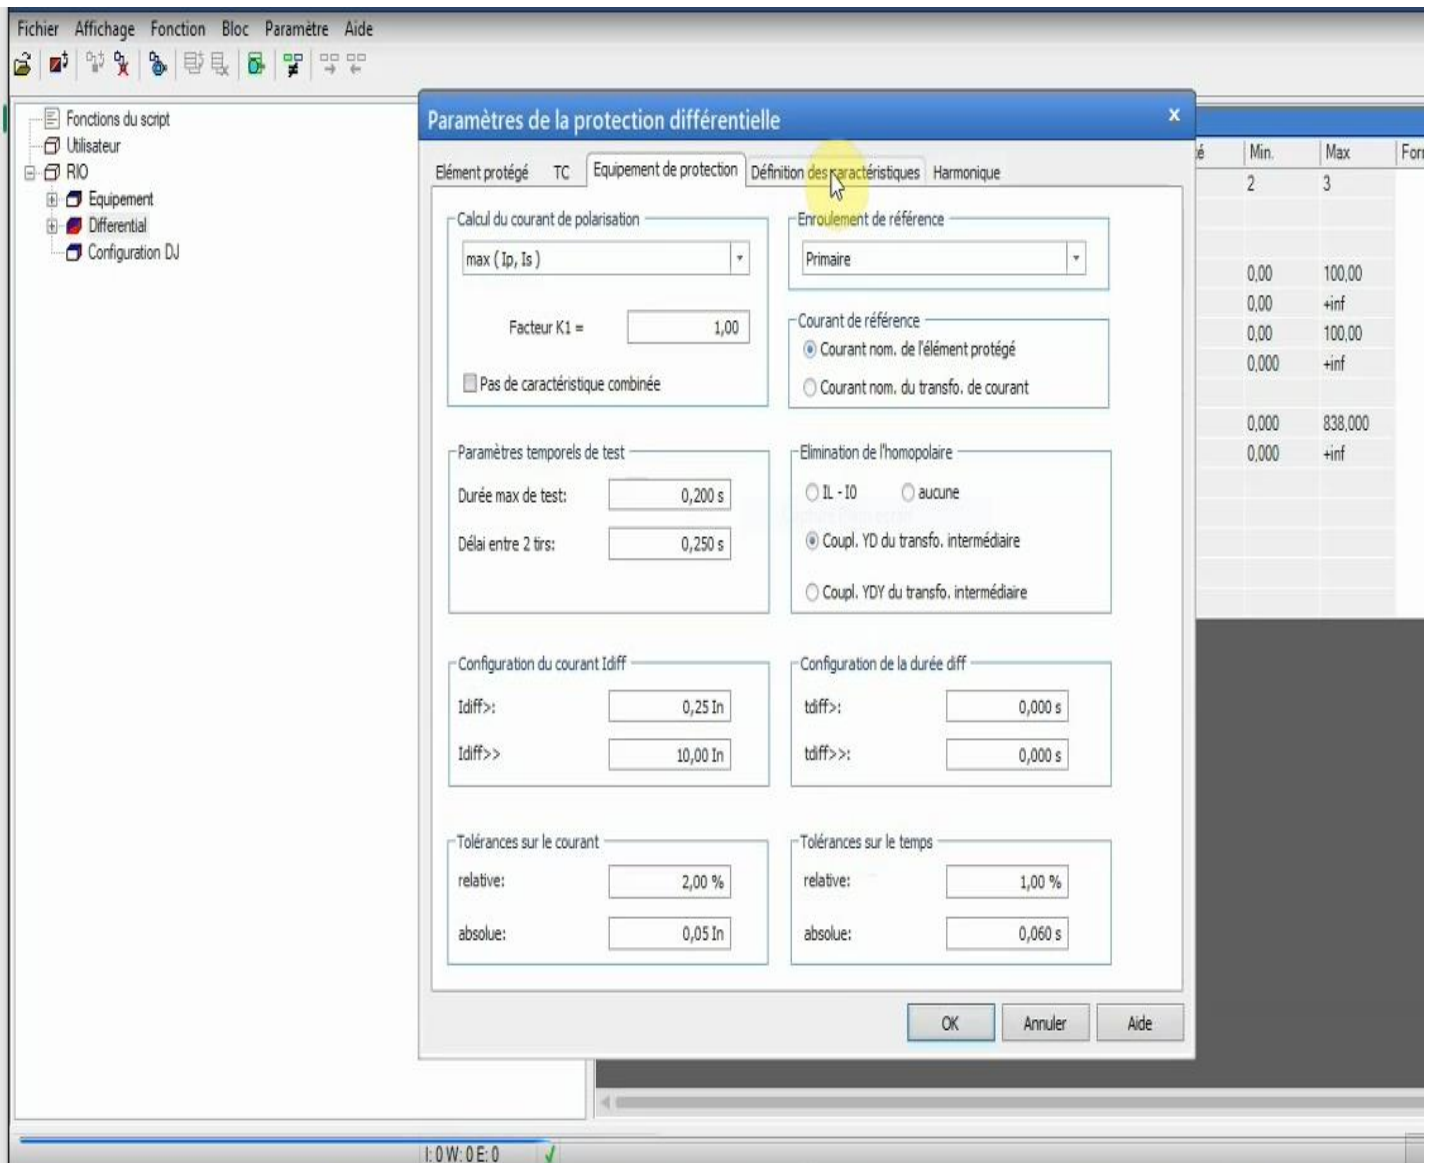 Fichier Affichage Fonction Bloc Paramètre Aide
Fonctions du script
Utilisateur
RIO
Equipement
Differential
Configuration DJ
Paramètres de la protection différentielle x
Elément protégé TC Equipement de protection Définition des caractéristiques Harmonique
Calcul du courant de polarisation
max ( Ip, Is )
Facteur K1 = 1,00
Pas de caractéristique combinée
Enroulement de référence
Primaire
Courant de référence
Courant nom. de l'élément protégé
Courant nom. du transfo. de courant
Paramètres temporels de test
Durée max de test: 0,200 s
Délai entre 2 tirs: 0,250 s
Elimination de l'homopolaire
IL - I0 aucune
Coupl. YD du transfo. intermédiaire
Coupl. YDY du transfo. intermédiaire
Configuration du courant Idiff
Idiff>: 0,25 In
Idiff>> 10,00 In
Configuration de la durée diff
tdiff>: 0,000 s
tdiff>>: 0,000 s
Tolérances sur le courant
relative: 2,00 %
absolue: 0,05 In
Tolérances sur le temps
relative: 1,00 %
absolue: 0,060 s
OK Annuler Aide
é Min. Max Forr
2 3
0,00 100,00
0,00 +inf
0,00 100,00
0,000 +inf
0,000 838,000
0,000 +inf
I: 0 W: 0 E: 0